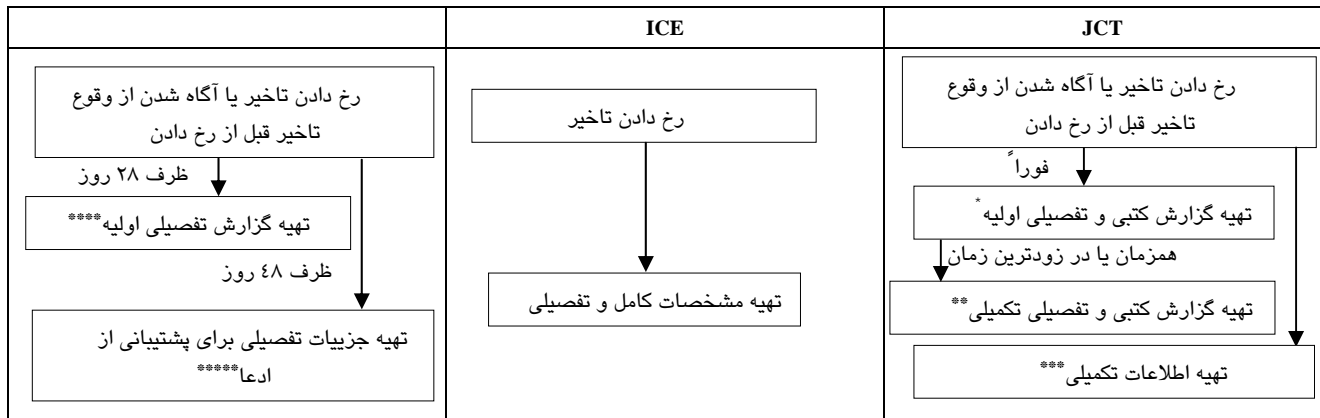 ICE
JCT
رخ دادن تاخیر یا آگاه شدن از وقوع
تاخیر قبل از رخ دادن
فوراً
تهیه گزارش کتبی و تفصیلی اولیه*
همزمان یا در زودترین زمان
تهیه گزارش کتبی و تفصیلی تکمیلی**
تهیه اطلاعات تکمیلی***
رخ دادن تاخیر
تهیه مشخصات کامل و تفصیلی
رخ دادن تاخیر یا آگاه شدن از وقوع
تاخیر قبل از رخ دادن
ظرف ۲۸ روز
تهیه گزارش تفصیلی اولیه****
ظرف ٤٨ روز
تهیه جزییات تفصیلی برای پشتیبانی از
ادعا*****